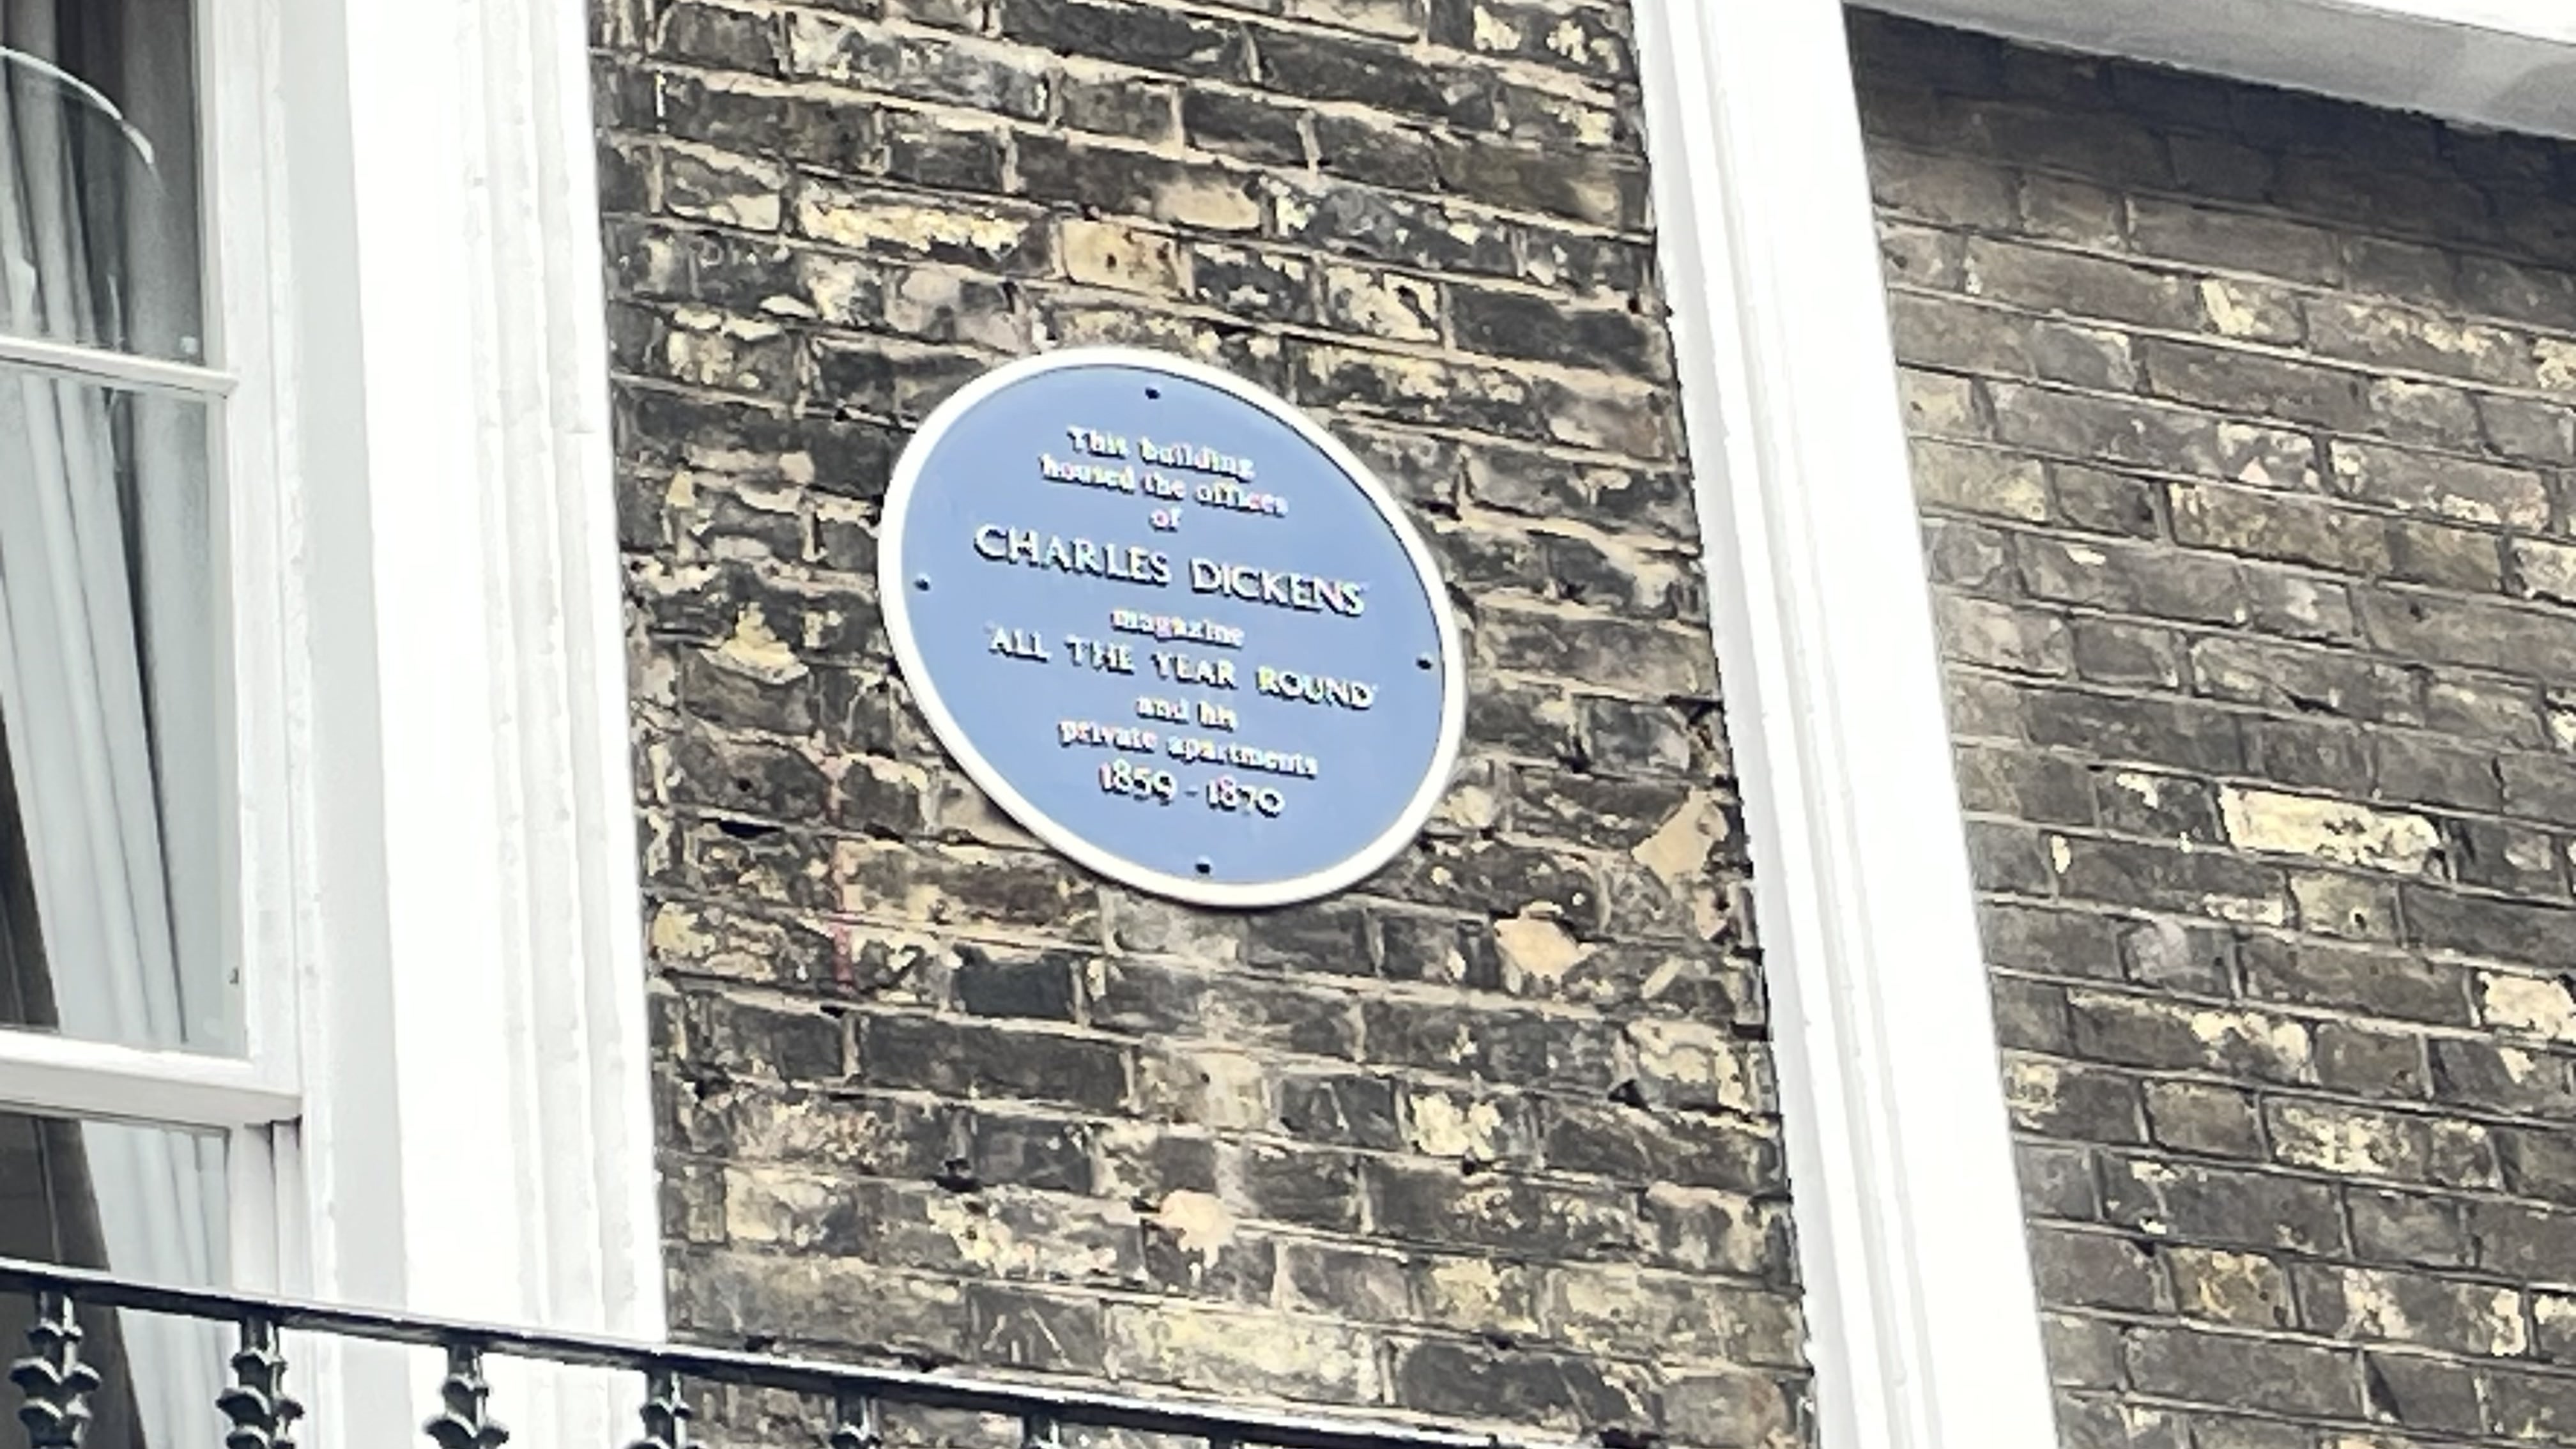 This building
housed the offices
of
CHARLES DICKENS'
magazine
'ALL THE YEAR ROUND'
and his
private apartments
1859 - 1870